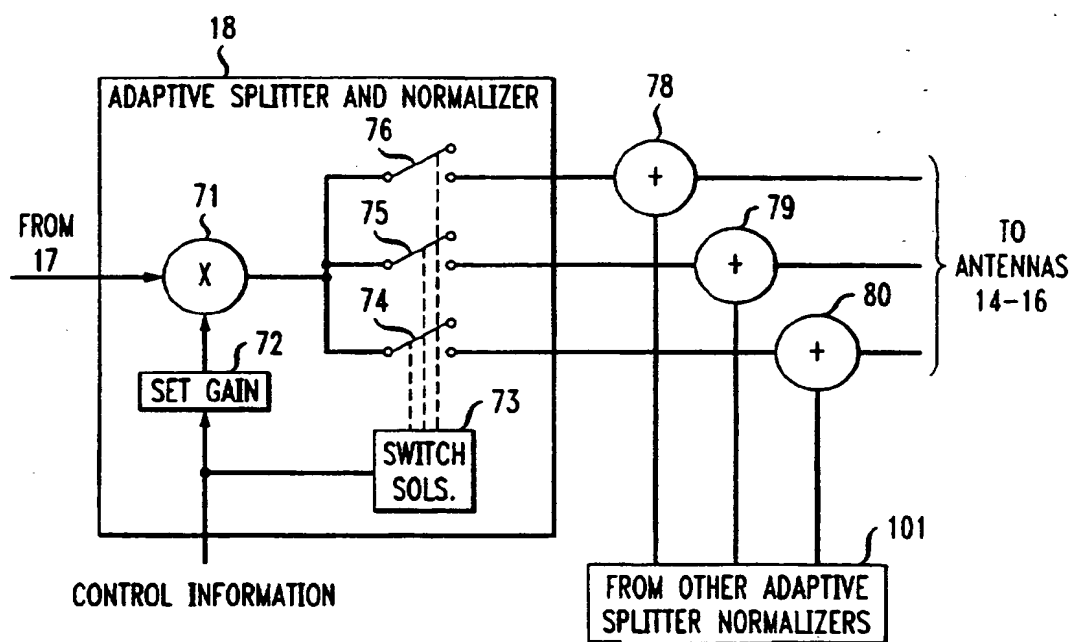 18
ADAPTIVE SPLITTER AND NORMALIZER
78
76
71
FROM
17
X
75
79
+
+
TO
ANTENNAS
14-16
74
80
+
72
SET GAIN
73
SWITCH
SOLS.
101
CONTROL INFORMATION
FROM OTHER ADAPTIVE
SPLITTER NORMALIZERS